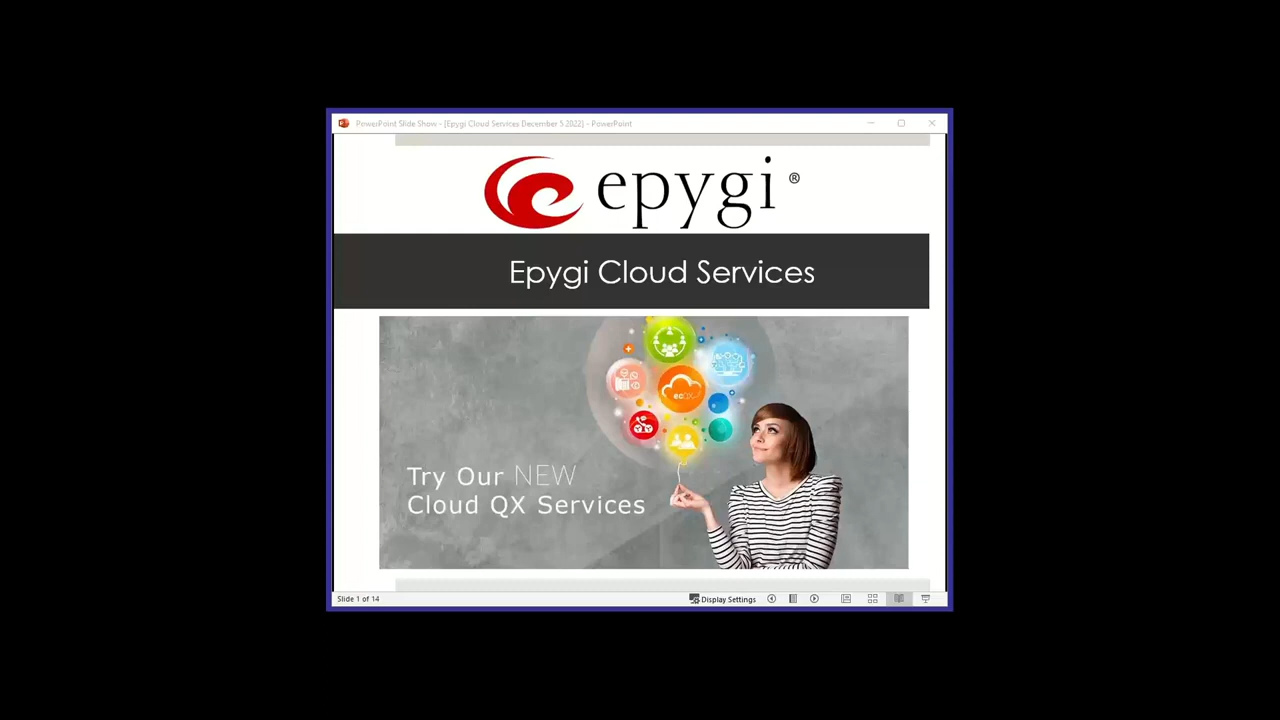 PowerPoint Slide Show - [Epygi Cloud Services December 5 2022] - PowerPoint
epygi®
Epygi Cloud Services
ecQX
Try Our NEW
Cloud QX Services
Slide 1 of 14
Display Settings